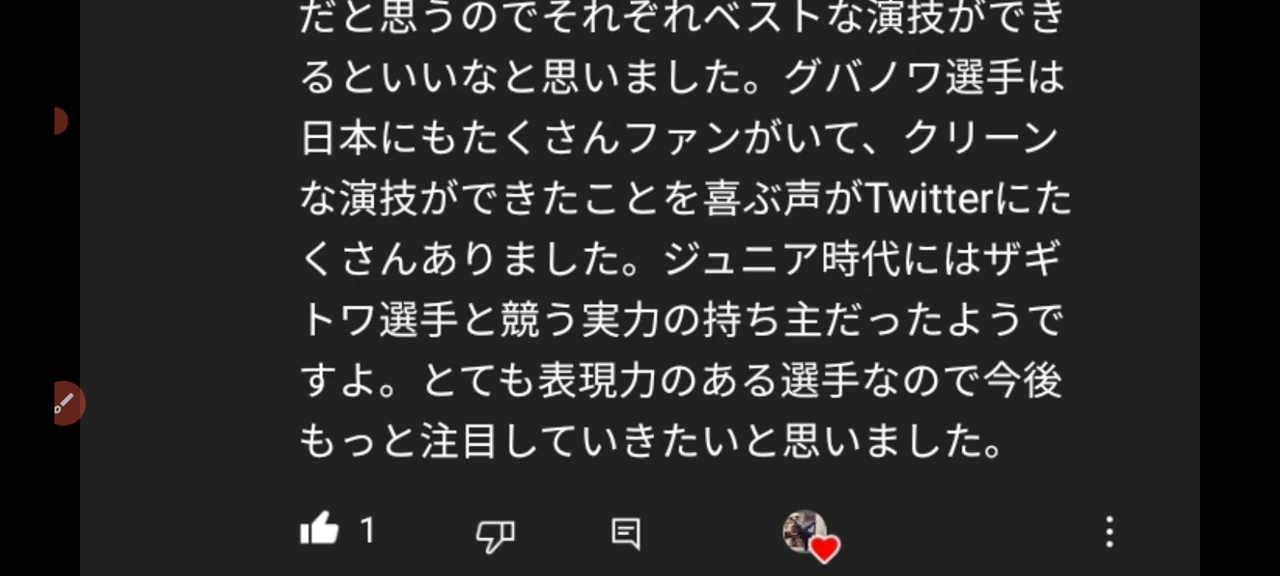 だと思うのでそれぞれベストな演技ができ
るといいなと思いました。グバノワ選手は
日本にもたくさんファンがいて、クリーン
な演技ができたことを喜ぶ声がTwitterにた
くさんありました。ジュニア時代にはザギ
トワ選手と競う実力の持ち主だったようで
すよ。とても表現力のある選手なので今後
もっと注目していきたいと思いました。
1